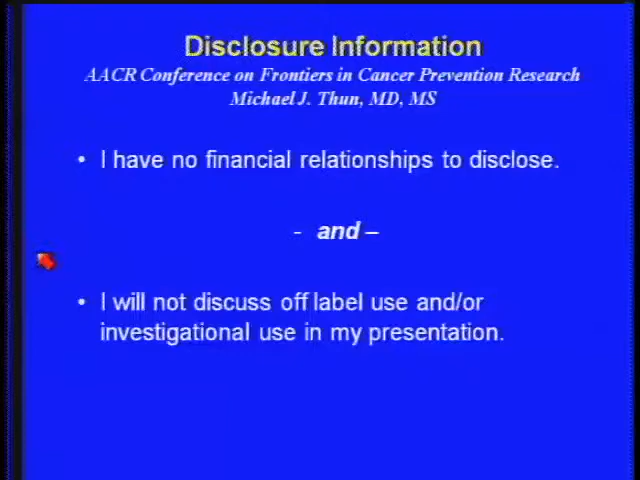 Disclosure Information
AACR Conference on Frontiers in Cancer Prevention Research
Michael J. Thun, MD, MS
• I have no financial relationships to disclose.
- and –
• I will not discuss off label use and/or
investigational use in my presentation.